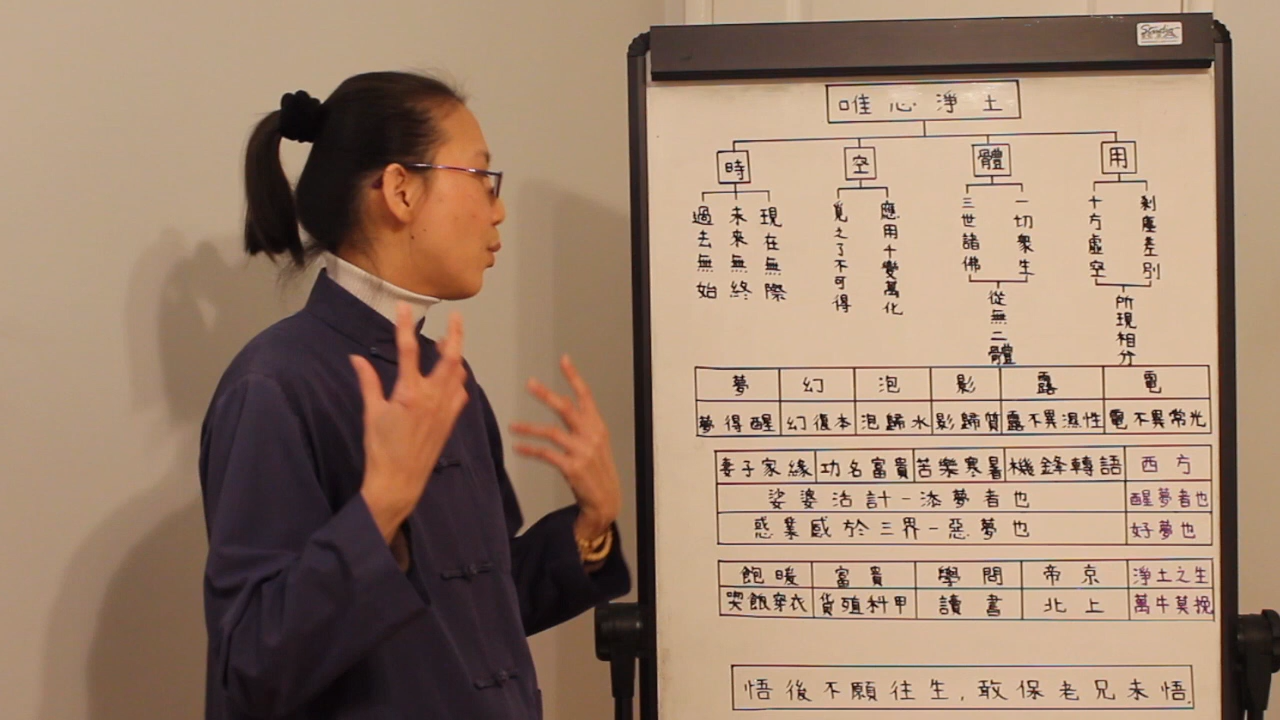 唯心淨土
時 空 體 用
過去無始 未來無終 現在無際 覓之了不可得 應用千變萬化 三世諸佛 一切衆生 十方虛空 剎塵差別
從無二體 所現相分
夢 幻 泡 影 露 電
夢得醒 幻復本 泡歸水 影歸質 露不異濕性 電不異常光
妻子家緣 功名富貴 苦樂寒暑 機鋒轉語 西方
娑婆活計一添夢者也 醒夢者也
惑業感於三界一惡夢也 好夢也
飽暖 富貴 學問 帝京 淨土之生
喫飯穿衣 貨殖科甲 讀書 北上 萬牛莫挽
悟後不願往生,敢保老兄未悟.